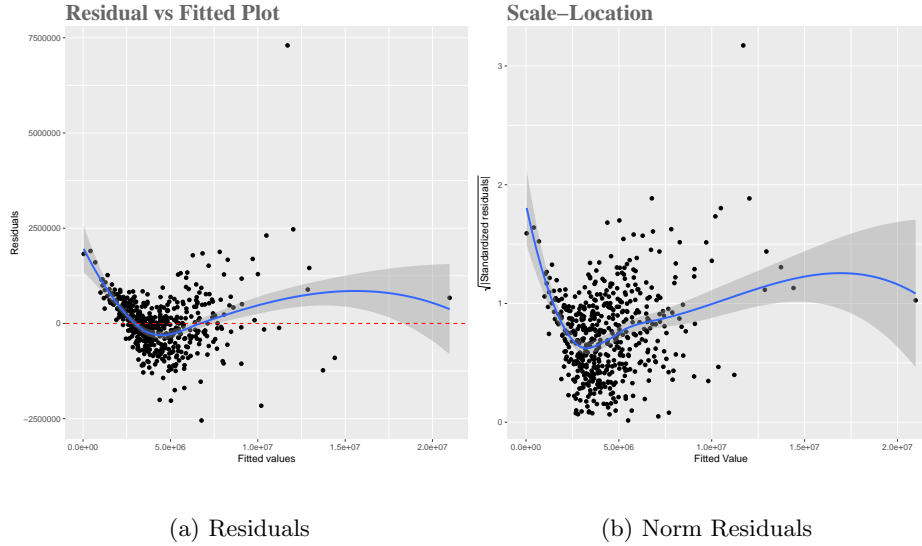 Residual vs Fitted Plot
7500000
5000000
2500000
0
−2500000
Residuals
0.0e+00 5.0e+06 1.0e+07 1.5e+07 2.0e+07
Fitted values
Scale−Location
3
2
1
0
√|Standardized residuals|
0.0e+00 5.0e+06 1.0e+07 1.5e+07 2.0e+07
Fitted Value
(a) Residuals
(b) Norm Residuals